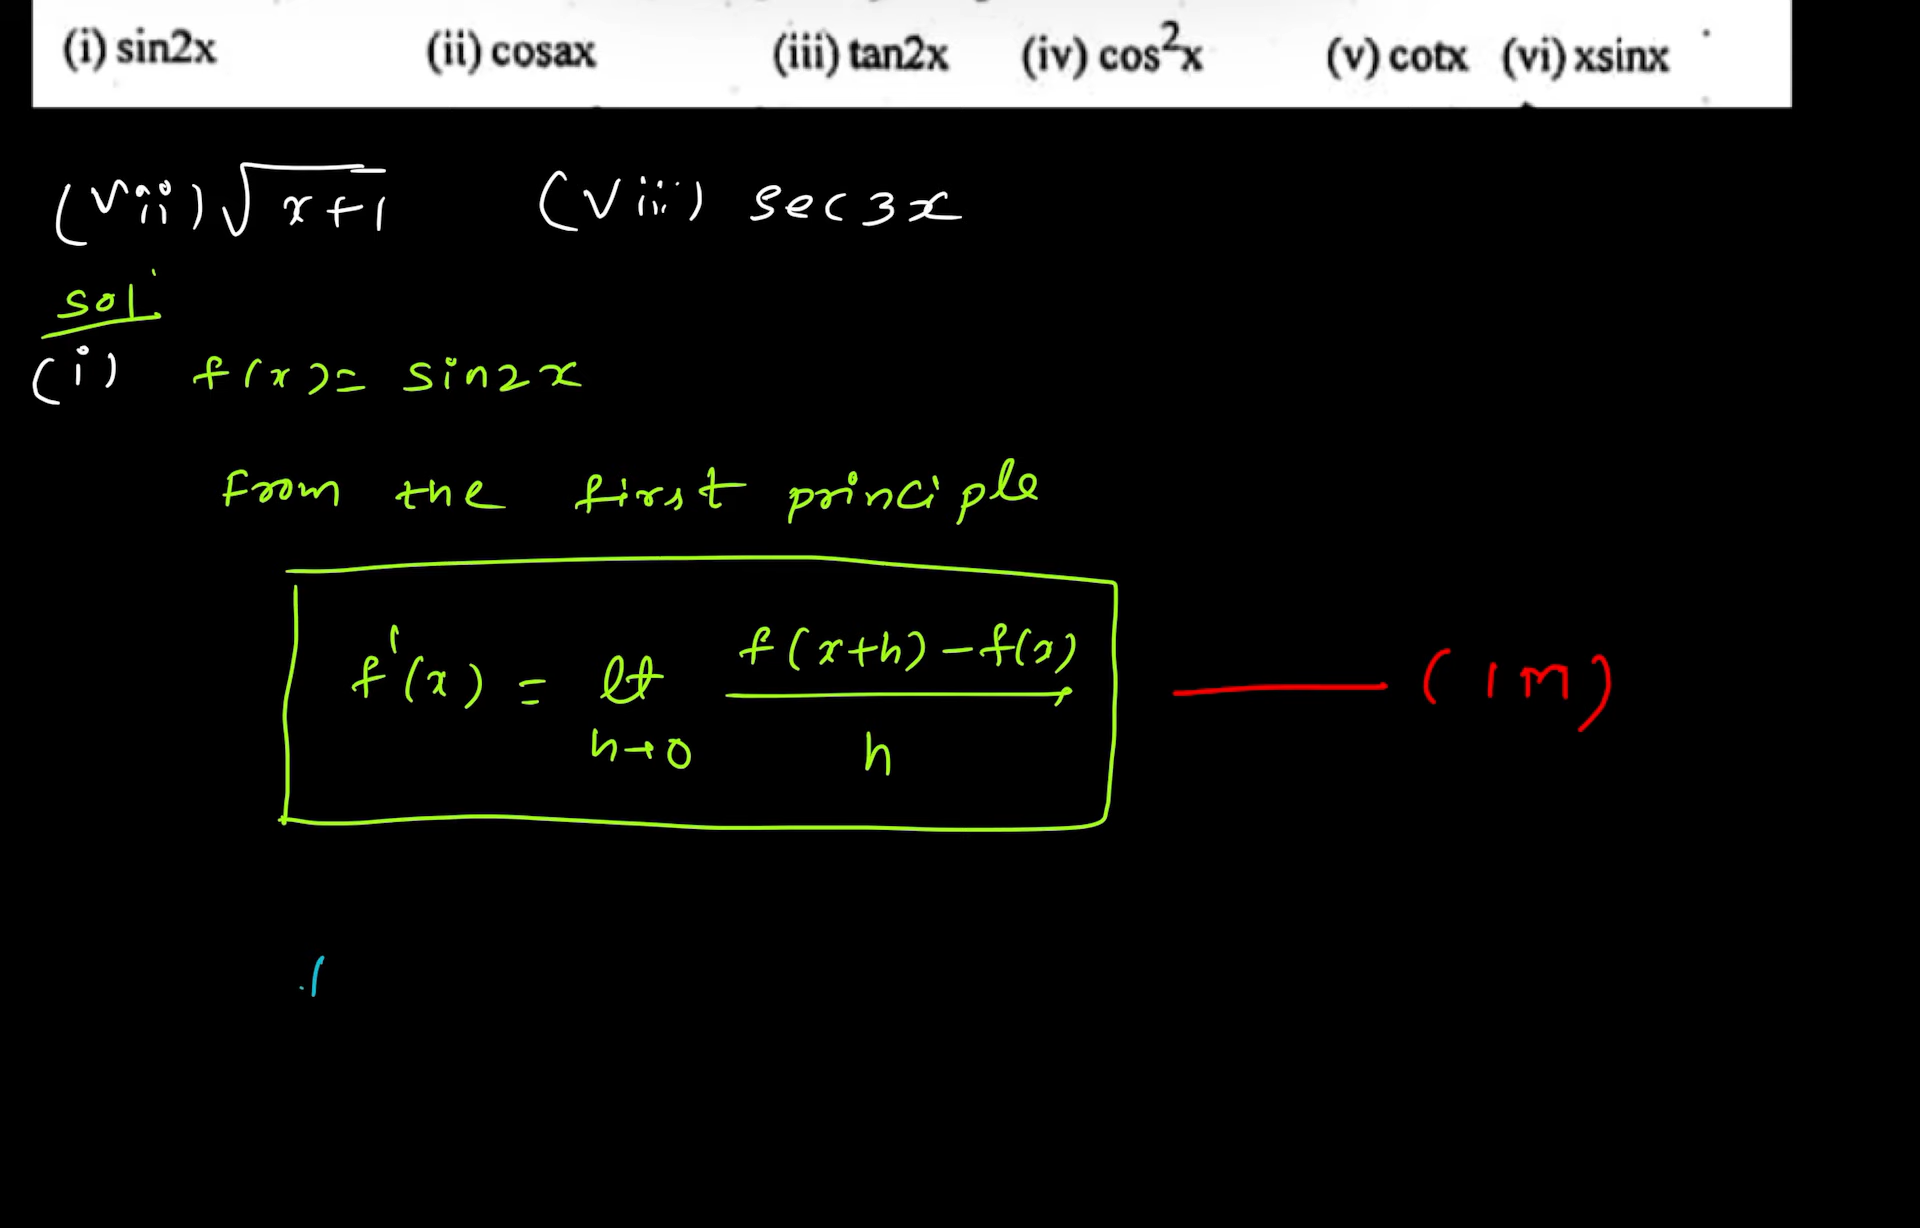 (i) sin2x (ii) cosax (iii) tan2x (iv) cos²x (v) cotx (vi) xsinx
(vii) √x+1 (viii) sec3x
sol:
(i) f(x) = sin2x
From the first principle
f'(x) = lt h→0 f(x+h) – f(x) / h —— (1m)